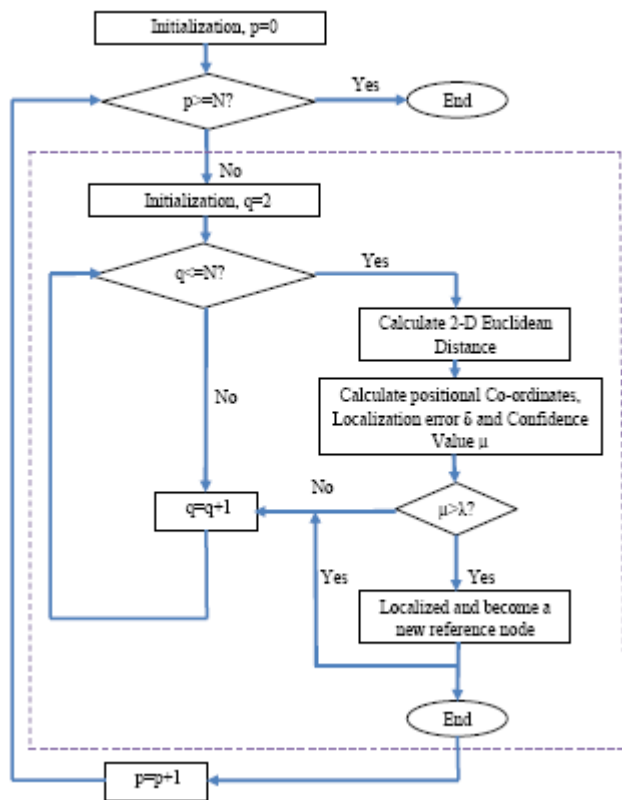 Initialization, p=0
p>=N?
Yes
End
No
Initialization, q=2
q<=N?
Yes
Calculate 2-D Euclidean
Distance
No
Calculate positional Co-ordinates,
Localization error δ and Confidence
Value μ
No
q=q+1
μ>λ?
Yes
Yes
Localized and become a
new reference node
End
p=p+1